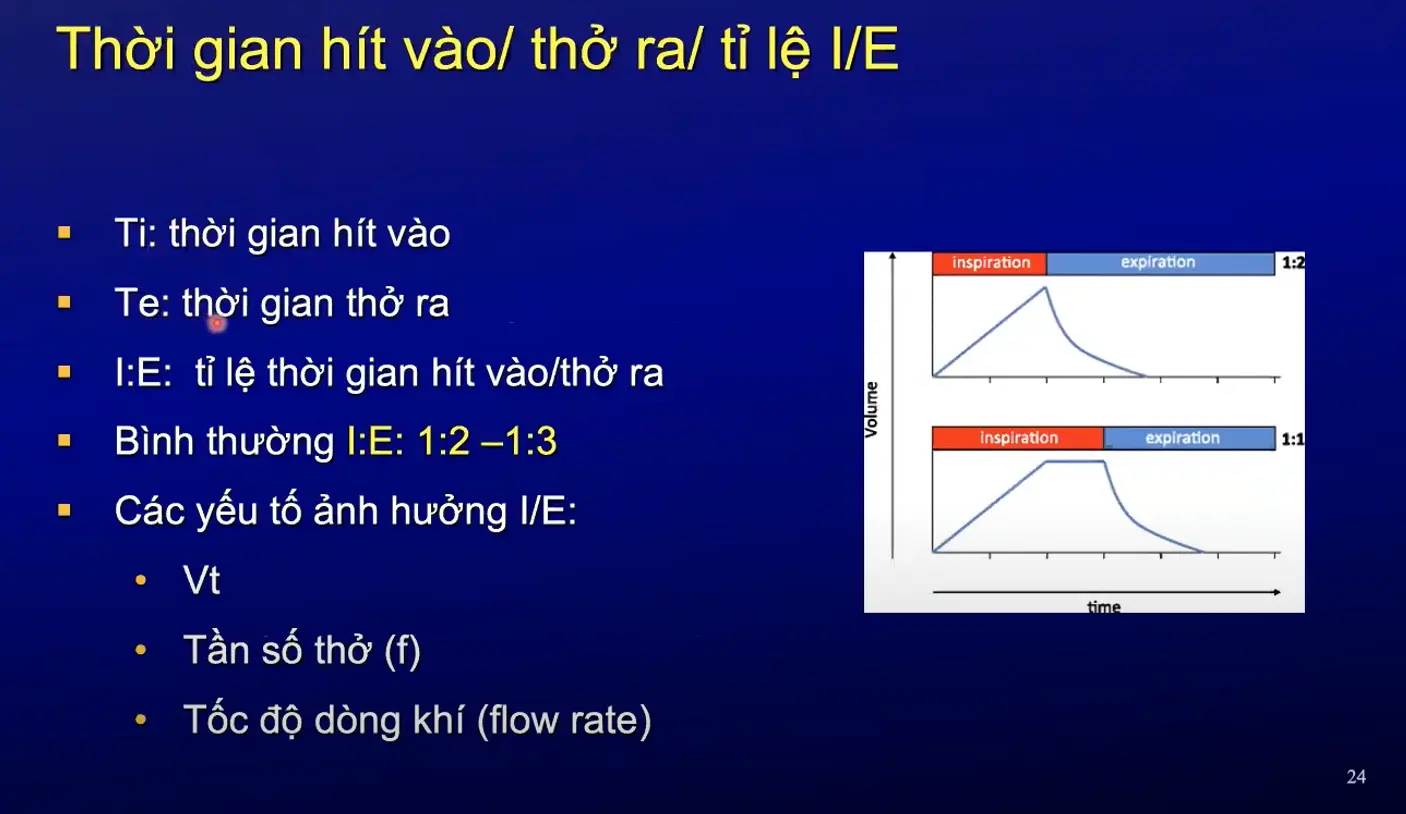 Thời gian hít vào/ thở ra/ tỉ lệ I/E
Ti: thời gian hít vào
Te: thời gian thở ra
I:E: tỉ lệ thời gian hít vào/thở ra
Bình thường I:E: 1:2 –1:3
Các yếu tố ảnh hưởng I/E:
Vt
Tần số thở (f)
Tốc độ dòng khí (flow rate)
inspiration expiration 1:2
Volume
inspiration expiration 1:1
time
24